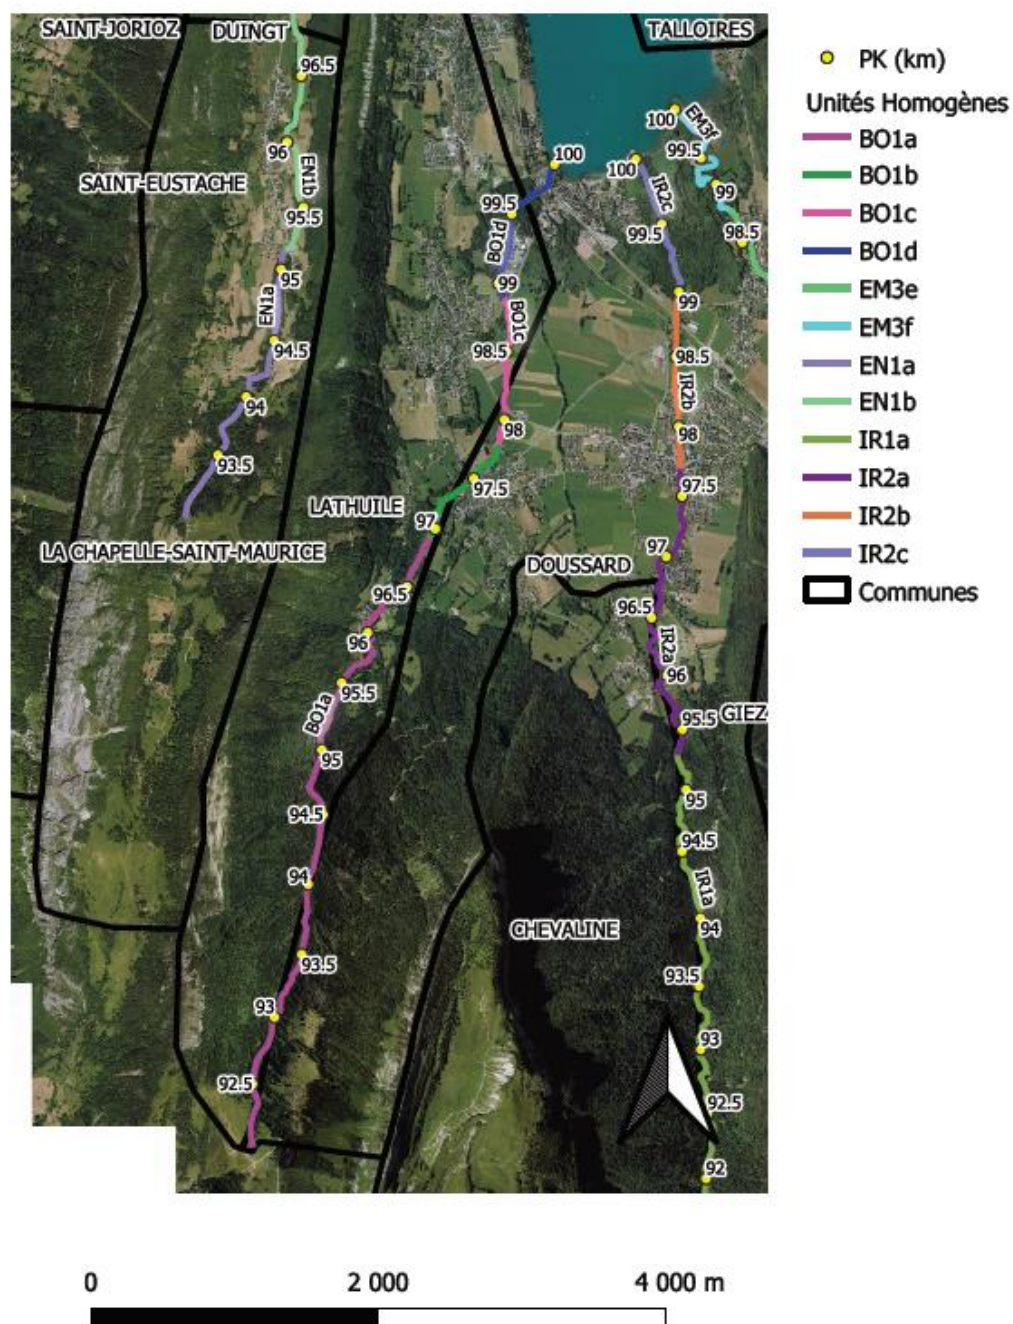 SAINT-JORIOZ
DUINGT
TALLOIRES
96.5
96
EN1b
95.5
SAINT-EUSTACHE
95
EN1a
94.5
94
93.5
LA CHAPELLE-SAINT-MAURICE
100
99.5
BO1d
99
BO1c
98.5
98
97.5
97
LATHUILE
96.5
96
95.5
BO1a
95
94.5
94
93.5
93
92.5
100
EM3f
99.5
99
98.5
100
IR2c
99.5
99
98.5
IR2b
98
97.5
97
DOUSSARD
96.5
IR2a
96
95.5
GIEZ
95
94.5
IR1a
94
CHEVALINE
93.5
93
92.5
92
PK (km)
Unités Homogènes
BO1a
BO1b
BO1c
BO1d
EM3e
EM3f
EN1a
EN1b
IR1a
IR2a
IR2b
IR2c
Communes
0 2 000 4 000 m